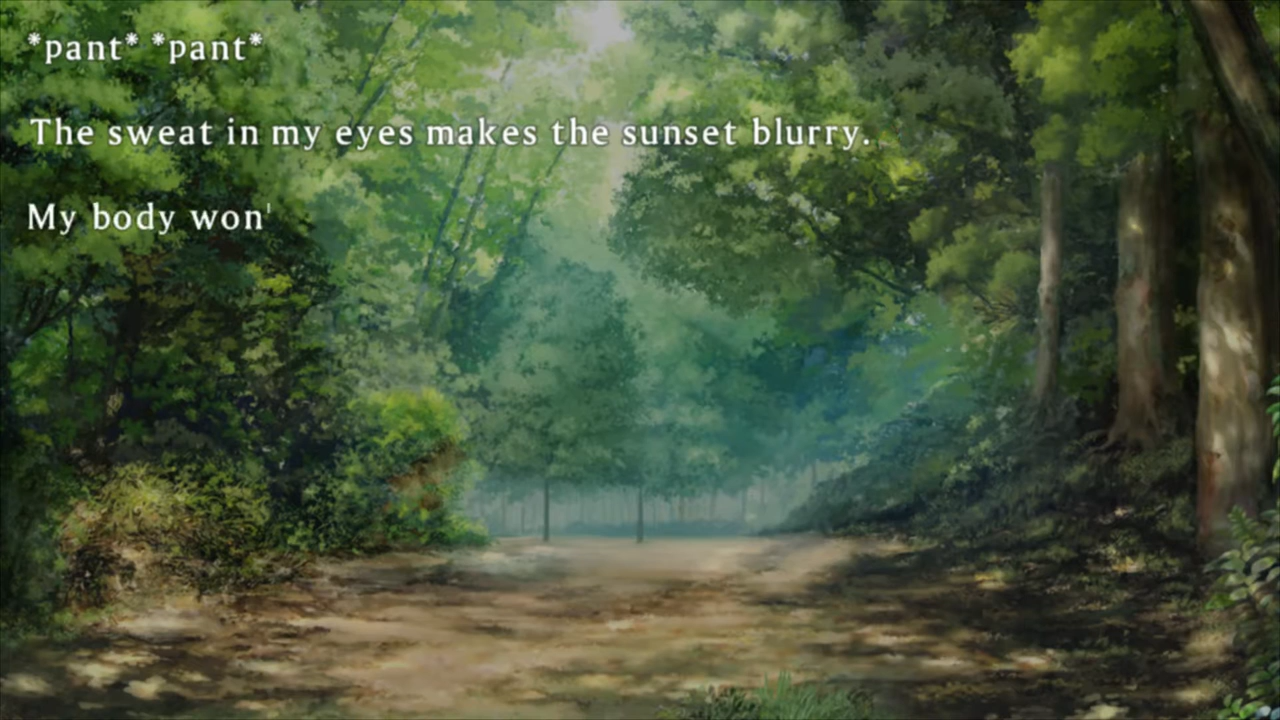 *pant* *pant*
The sweat in my eyes makes the sunset blurry.
My body won'